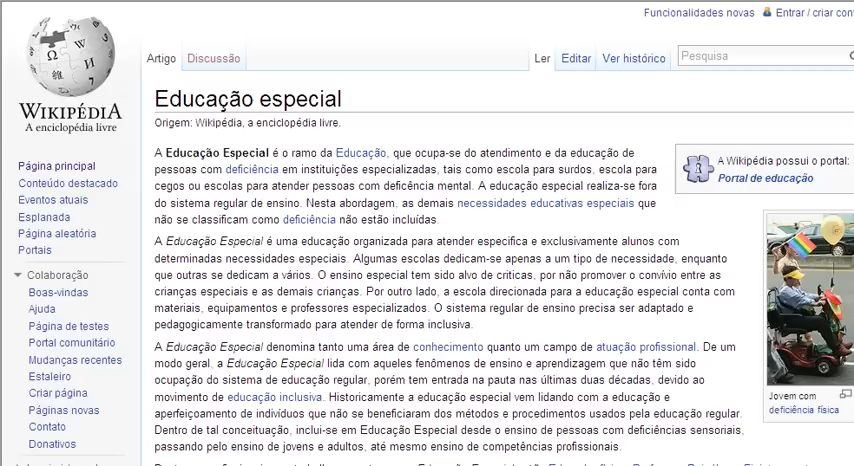 Funcionalidades novas Entrar / criar cont
Artigo Discussão Ler Editar Ver histórico Pesquisa
WIKIPÉDIA
A enciclopédia livre
Educação especial
Origem: Wikipédia, a enciclopédia livre.
A Educação Especial é o ramo da Educação, que ocupa-se do atendimento e da educação de
pessoas com deficiência em instituições especializadas, tais como escola para surdos, escola para
cegos ou escolas para atender pessoas com deficência mental. A educação especial realiza-se fora
do sistema regular de ensino. Nesta abordagem, as demais necessidades educativas especiais que
não se classificam como deficiência não estão incluídas.
A Wikipédia possui o portal:
Portal de educação
A Educação Especial é uma educação organizada para atender especifica e exclusivamente alunos com
determinadas necessidades especiais. Algumas escolas dedicam-se apenas a um tipo de necessidade, enquanto
que outras se dedicam a vários. O ensino especial tem sido alvo de criticas, por não promover o convívio entre as
crianças especiais e as demais crianças. Por outro lado, a escola direcionada para a educação especial conta com
materiais, equipamentos e professores especializados. O sistema regular de ensino precisa ser adaptado e
pedagogicamente transformado para atender de forma inclusiva.
A Educação Especial denomina tanto uma área de conhecimento quanto um campo de atuação profissional. De um
modo geral, a Educação Especial lida com aqueles fenômenos de ensino e aprendizagem que não têm sido
ocupação do sistema de educação regular, porém tem entrada na pauta nas últimas duas décadas, devido ao
movimento de educação inclusiva. Historicamente a educação especial vem lidando com a educação e
aperfeiçoamento de indivíduos que não se beneficiaram dos métodos e procedimentos usados pela educação regular.
Dentro de tal conceituação, inclui-se em Educação Especial desde o ensino de pessoas com deficiências sensoriais,
passando pelo ensino de jovens e adultos, até mesmo ensino de competências profissionais.
Jovem com
deficiência física
Página principal
Conteúdo destacado
Eventos atuais
Esplanada
Página aleatória
Portais
Colaboração
Boas-vindas
Ajuda
Página de testes
Portal comunitário
Mudanças recentes
Estaleiro
Criar página
Páginas novas
Contato
Donativos